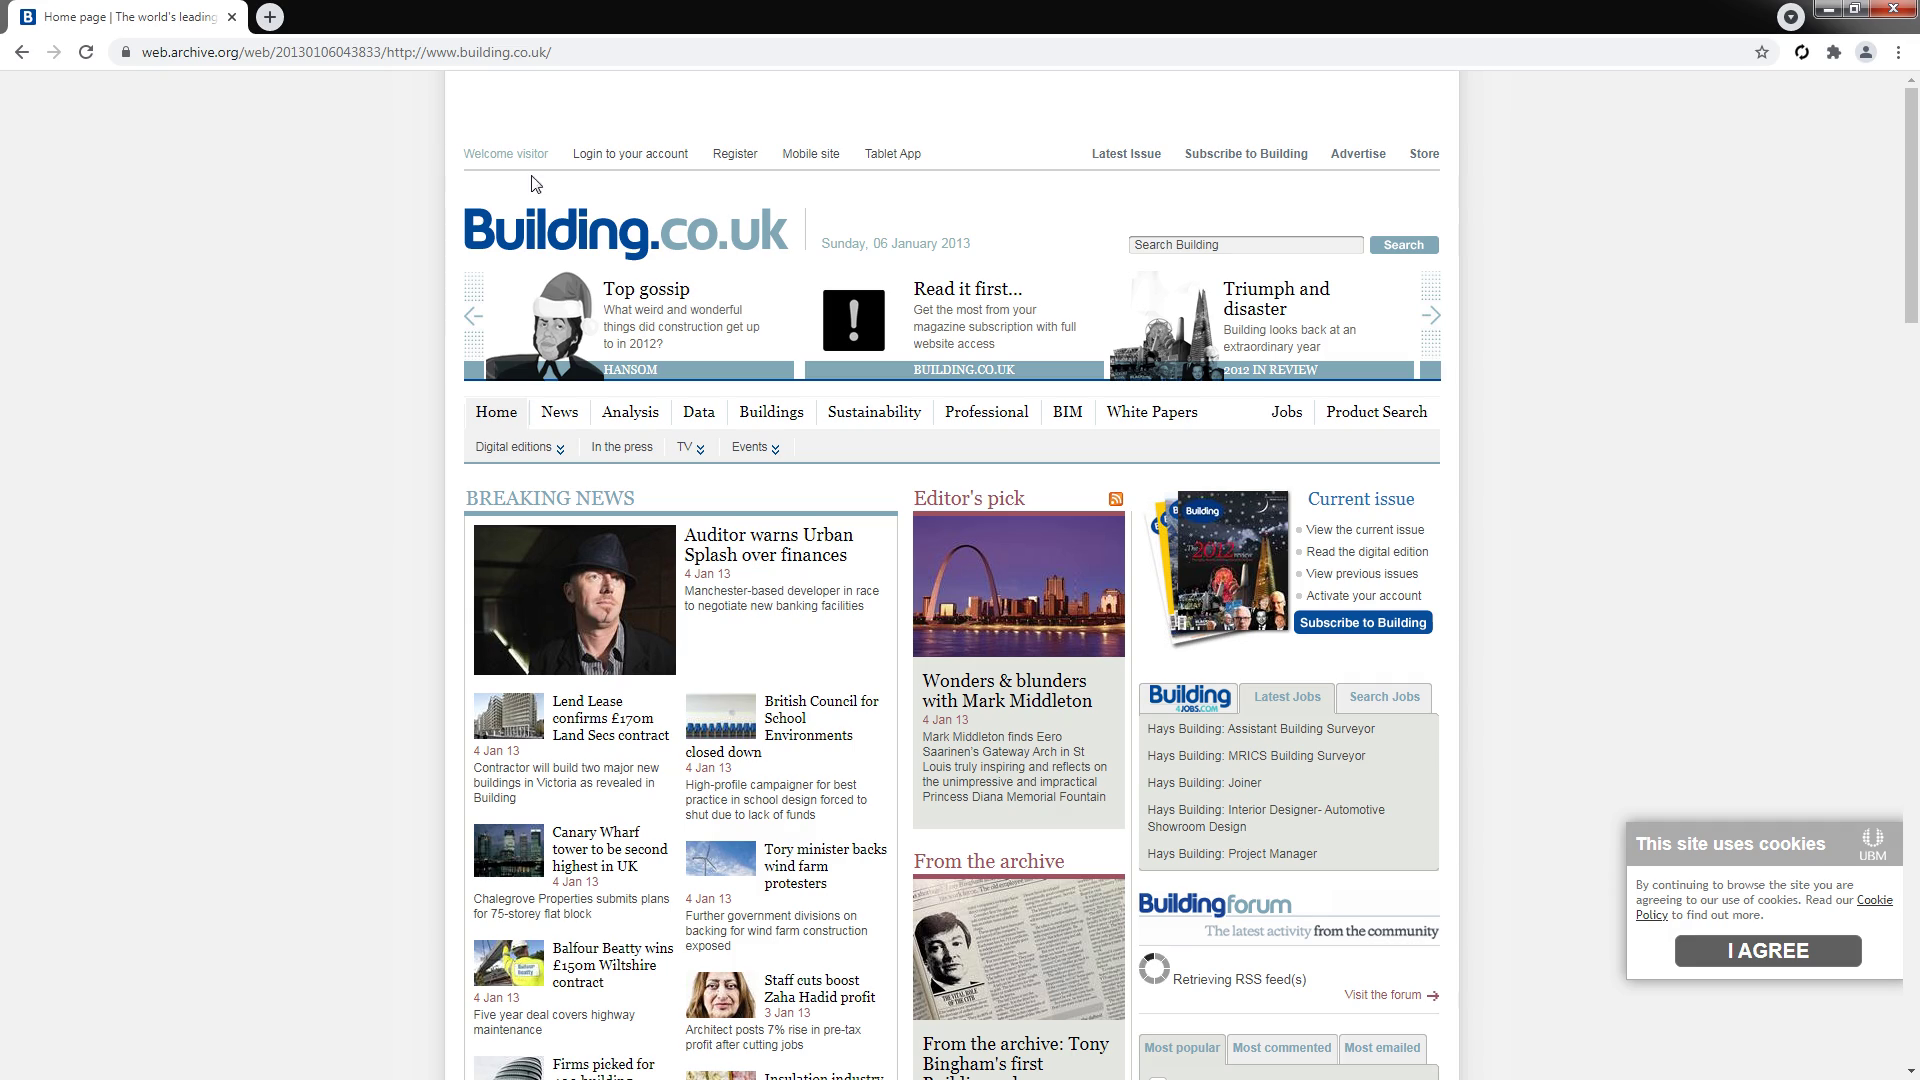 Home page | The world's leading
web.archive.org/web/20130106043833/http://www.building.co.uk/
Welcome visitor
Login to your account
Register
Mobile site
Tablet App
Latest Issue
Subscribe to Building
Advertise
Store
Building.co.uk
Sunday, 06 January 2013
Search Building
Search
Top gossip
What weird and wonderful
things did construction get up
to in 2012?
HANSOM
Read it first...
Get the most from your
magazine subscription with full
website access
BUILDING.CO.UK
Triumph and
disaster
Building looks back at an
extraordinary year
2012 IN REVIEW
Home
News
Analysis
Data
Buildings
Sustainability
Professional
BIM
White Papers
Jobs
Product Search
Digital editions
In the press
TV
Events
BREAKING NEWS
Auditor warns Urban
Splash over finances
4 Jan 13
Manchester-based developer in race
to negotiate new banking facilities
Lend Lease
confirms £170m
Land Secs contract
4 Jan 13
Contractor will build two major new
buildings in Victoria as revealed in
Building
Canary Wharf
tower to be second
highest in UK
4 Jan 13
Chalegrove Properties submits plans
for 75-storey flat block
Balfour Beatty wins
£150m Wiltshire
contract
4 Jan 13
Five year deal covers highway
maintenance
Firms picked for
British Council for
School
Environments
closed down
4 Jan 13
High-profile campaigner for best
practice in school design forced to
shut due to lack of funds
Tory minister backs
wind farm
protesters
4 Jan 13
Further government divisions on
backing for wind farm construction
exposed
Staff cuts boost
Zaha Hadid profit
3 Jan 13
Architect posts 7% rise in pre-tax
profit after cutting jobs
Insulation industry
Editor's pick
Wonders & blunders
with Mark Middleton
4 Jan 13
Mark Middleton finds Eero
Saarinen's Gateway Arch in St
Louis truly inspiring and reflects on
the unimpressive and impractical
Princess Diana Memorial Fountain
From the archive
THE VITAL ROLE
OF THE CITB
From the archive: Tony
Bingham's first
Building
The 2012 review
Current issue
View the current issue
Read the digital edition
View previous issues
Activate your account
Subscribe to Building
Building
4JOBS.COM
Latest Jobs
Search Jobs
Hays Building: Assistant Building Surveyor
Hays Building: MRICS Building Surveyor
Hays Building: Joiner
Hays Building: Interior Designer- Automotive
Showroom Design
Hays Building: Project Manager
Buildingforum
The latest activity from the community
Retrieving RSS feed(s)
Visit the forum
Most popular
Most commented
Most emailed
This site uses cookies
UBM
By continuing to browse the site you are
agreeing to our use of cookies. Read our Cookie
Policy to find out more.
I AGREE